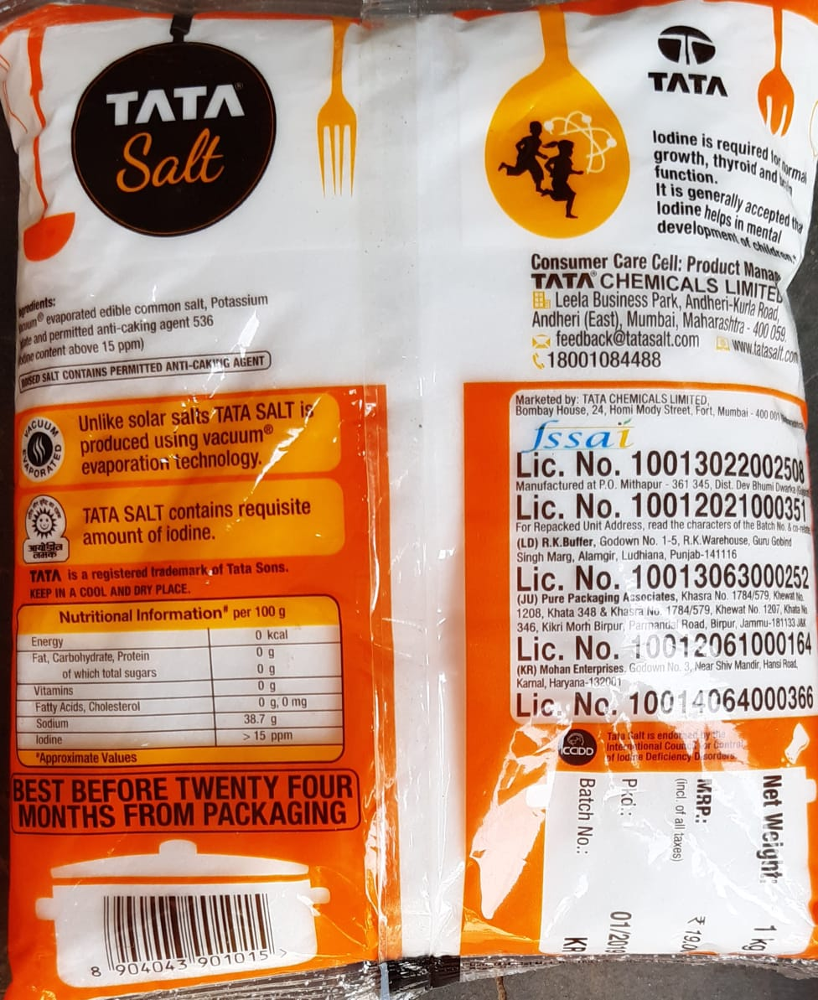 TATA®
Salt
evaporated edible common salt, Potassium
and permitted anti-caking agent 536
content above 15 ppm)
SALT CONTAINS PERMITTED ANTI-CAKING AGENT
VACUUM
EVAPORATED
Unlike solar salts TATA SALT is
produced using vacuum®
evaporation technology.
आयोडीन
नमक
TATA SALT contains requisite
amount of iodine.
TATA is a registered trademark of Tata Sons.
KEEP IN A COOL AND DRY PLACE.
Nutritional Information# per 100 g
Energy 0 kcal
Fat, Carbohydrate, Protein 0 g
of which total sugars 0 g
Vitamins 0 g
Fatty Acids, Cholesterol 0 g, 0 mg
Sodium 38.7 g
Iodine > 15 ppm
#Approximate Values
BEST BEFORE TWENTY FOUR
MONTHS FROM PACKAGING
8 904043 901015 >
TATA
Iodine is required for normal
growth, thyroid and brain
function.
It is generally accepted that
Iodine helps in mental
development of children.*
Consumer Care Cell: Product
TATA® CHEMICALS LIMITED
Leela Business Park, Andheri-Kurla Road,
Andheri (East), Mumbai, Maharashtra - 400 059.
feedback@tatasalt.com www.tatasalt.com
18001084488
Marketed by: TATA CHEMICALS LIMITED,
Bombay House, 24, Homi Mody Street, Fort, Mumbai - 400 001
fssai
Lic. No. 10013022002508
Manufactured at P.O. Mithapur - 361 345, Dist. Dev Bhumi Dwarka
Lic. No. 10012021000351
For Repacked Unit Address, read the characters of the Batch No. & co-relate
(LD) R.K.Buffer, Godown No. 1-5, R.K.Warehouse, Guru Gobind
Singh Marg, Alamgir, Ludhiana, Punjab-141116
Lic. No. 10013063000252
(JU) Pure Packaging Associates, Khasra No. 1784/579, Khewat No.
1208, Khata 348 & Khasra No. 1784/579, Khewat No. 1207, Khata No.
346, Kikri Morh Birpur, Parmandal Road, Birpur, Jammu-181133 J&K
Lic. No. 10012061000164
(KR) Mohan Enterprises, Godown No. 3, Near Shiv Mandir, Hansi Road,
Karnal, Haryana-132001
Lic. No. 10014064000366
ICCIDD
Tata Salt is endorsed by the
International Council for Control
of Iodine Deficiency Disorders.
Net Weight: 1 kg
M.R.P.: ₹ 19.
(incl. of all taxes)
Pkd.: 01/2019
Batch No.: KR